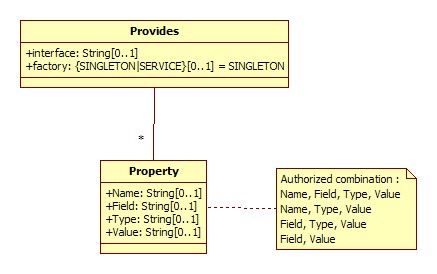 Provides
+interface: String[0..1]
+factory: {SINGLETON|SERVICE}[0..1] = SINGLETON
*
Property
+Name: String[0..1]
+Field: String[0..1]
+Type: String[0..1]
+Value: String[0..1]
Authorized combination :
Name, Field, Type, Value
Name, Type, Value
Field, Type, Value
Field, Value